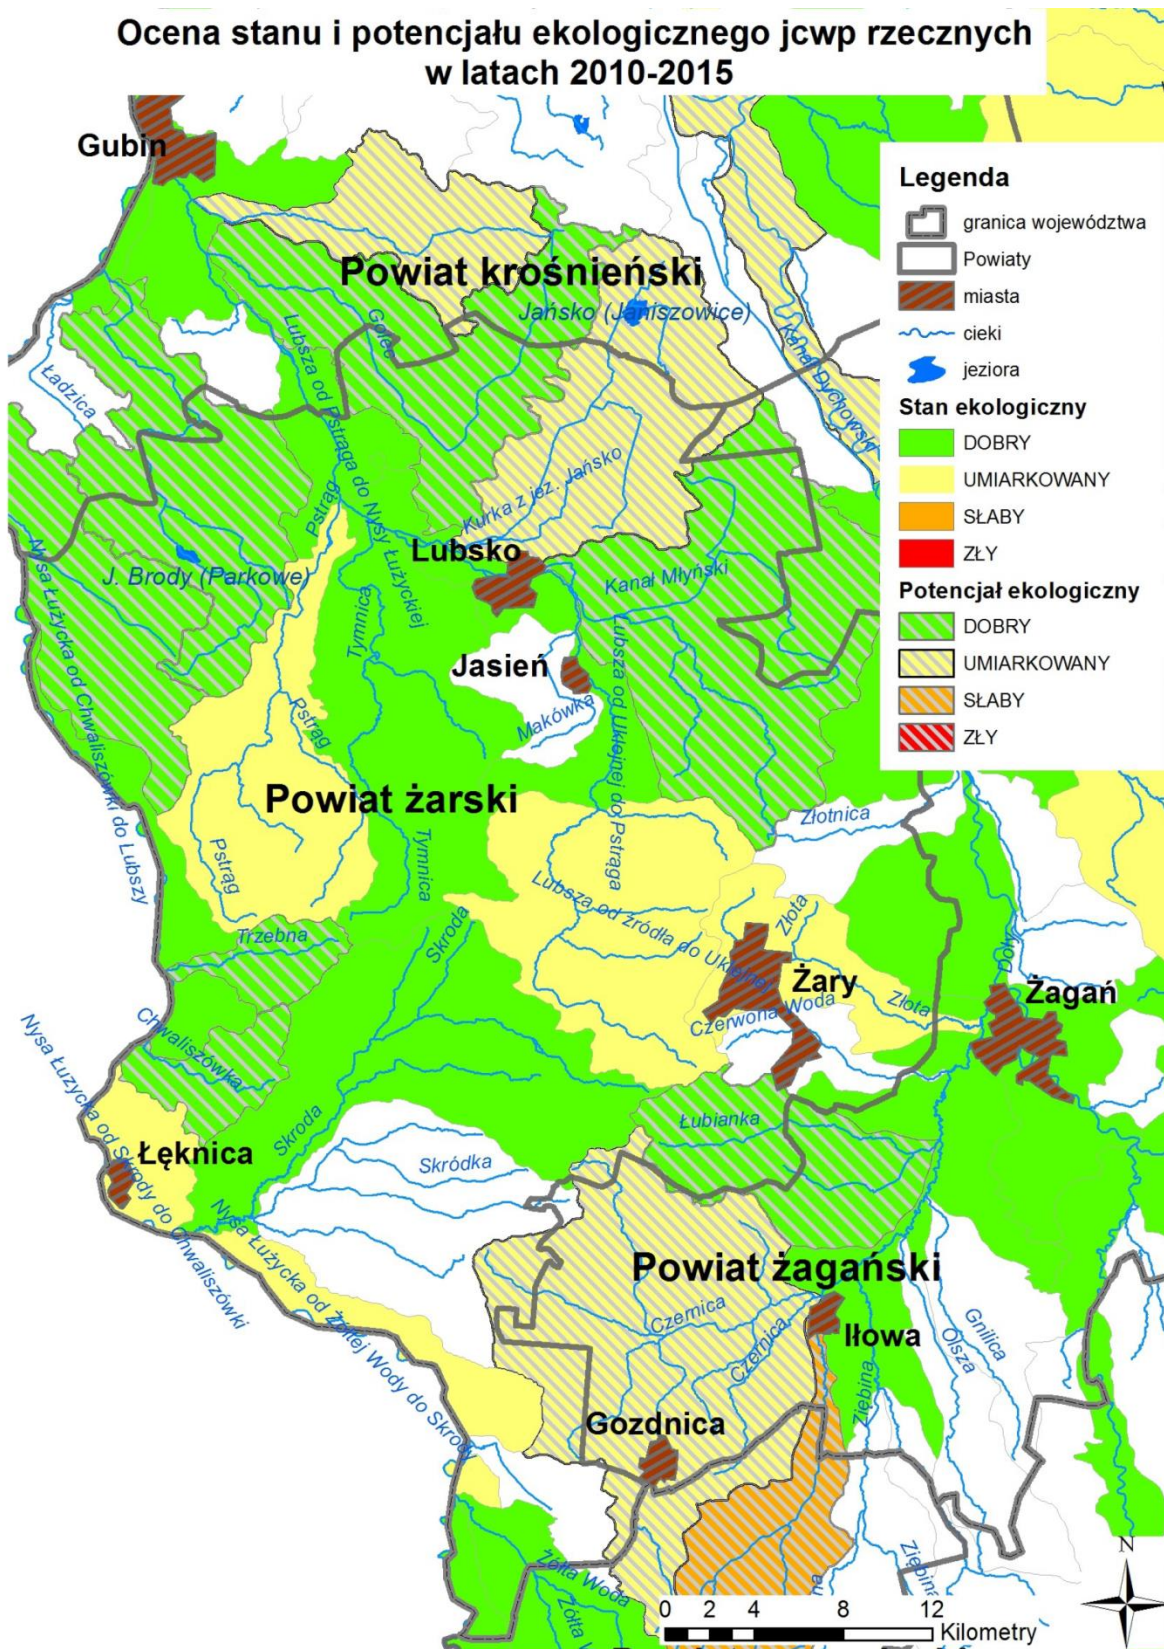 Ocena stanu i potencjału ekologicznego jcwp rzecznych
w latach 2010-2015
Gubin
Legenda
granica województwa
Powiaty
miasta
cieki
jeziora
Stan ekologiczny
DOBRY
UMIARKOWANY
SŁABY
ZŁY
Potencjał ekologiczny
DOBRY
UMIARKOWANY
SŁABY
ZŁY
Powiat krośnieński
Jańsko (Janiszowice)
Golec
Lubsza od Pstrąga do Nysy Łużyckiej
Kanał Dychowski
Ładzica
Pstrąg
Kurka z jez. Jańsko
Lubsko
J. Brody (Parkowe)
Kanał Młyński
Tymnica
Nysa Łużycka od Chwaliszówki do Lubszy
Jasień
Makówka
Lubsza od Ukiejnej do Pstrąga
Pstrąg
Powiat żarski
Złotnica
Pstrąg
Tymnica
Lubsza od źródła do Ukiejnej
Złota
Skroda
Trzebna
Doły
Żary
Żagań
Złota
Czerwona Woda
Chwaliszówka
Nysa Łużycka od Skrody do Chwaliszówki
Łubianka
Skroda
Łęknica
Skródka
Nysa Łużycka od Żółtej Wody do Skrody
Powiat żagański
Czernica
Czernica
Iłowa
Gnilica
Olsza
Ziębina
Gozdnica
Żółta Woda
Ziębina
N
0 2 4 8 12
Kilometry